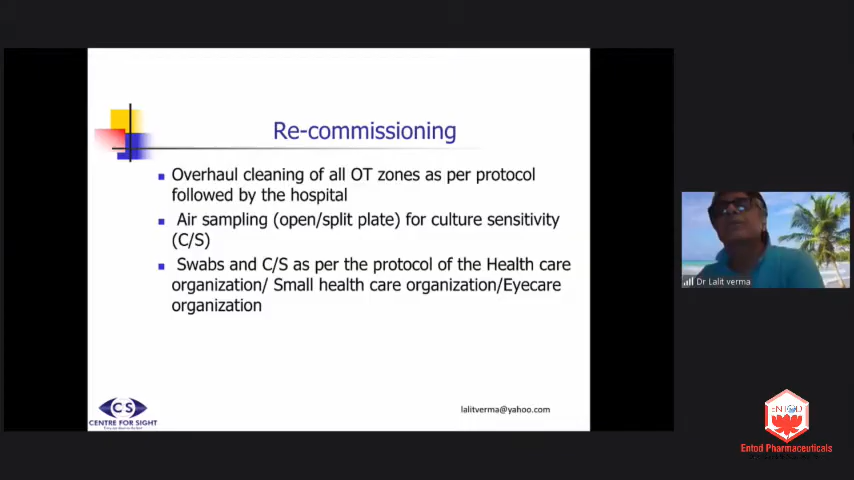 Re-commissioning
Overhaul cleaning of all OT zones as per protocol
followed by the hospital
Air sampling (open/split plate) for culture sensitivity
(C/S)
Swabs and C/S as per the protocol of the Health care
organization/ Small health care organization/Eyecare
organization
CS
CENTRE FOR SIGHT
lalitverma@yahoo.com
Dr Lalit verma
ENTOD
Entod Pharmaceuticals